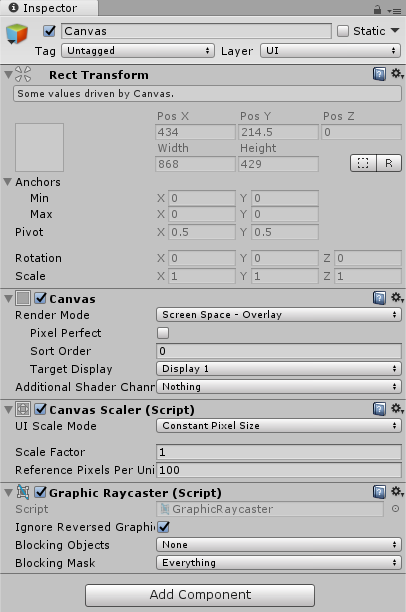 Inspector
Canvas
Static
Tag Untagged Layer UI
Rect Transform
Some values driven by Canvas.
Pos X Pos Y Pos Z
434 214.5 0
Width Height
868 429
R
Anchors
Min X 0 Y 0
Max X 0 Y 0
Pivot X 0.5 Y 0.5
Rotation X 0 Y 0 Z 0
Scale X 1 Y 1 Z 1
Canvas
Render Mode Screen Space - Overlay
Pixel Perfect
Sort Order 0
Target Display Display 1
Additional Shader Chann Nothing
Canvas Scaler (Script)
UI Scale Mode Constant Pixel Size
Scale Factor 1
Reference Pixels Per Uni 100
Graphic Raycaster (Script)
Script GraphicRaycaster
Ignore Reversed Graphic
Blocking Objects None
Blocking Mask Everything
Add Component